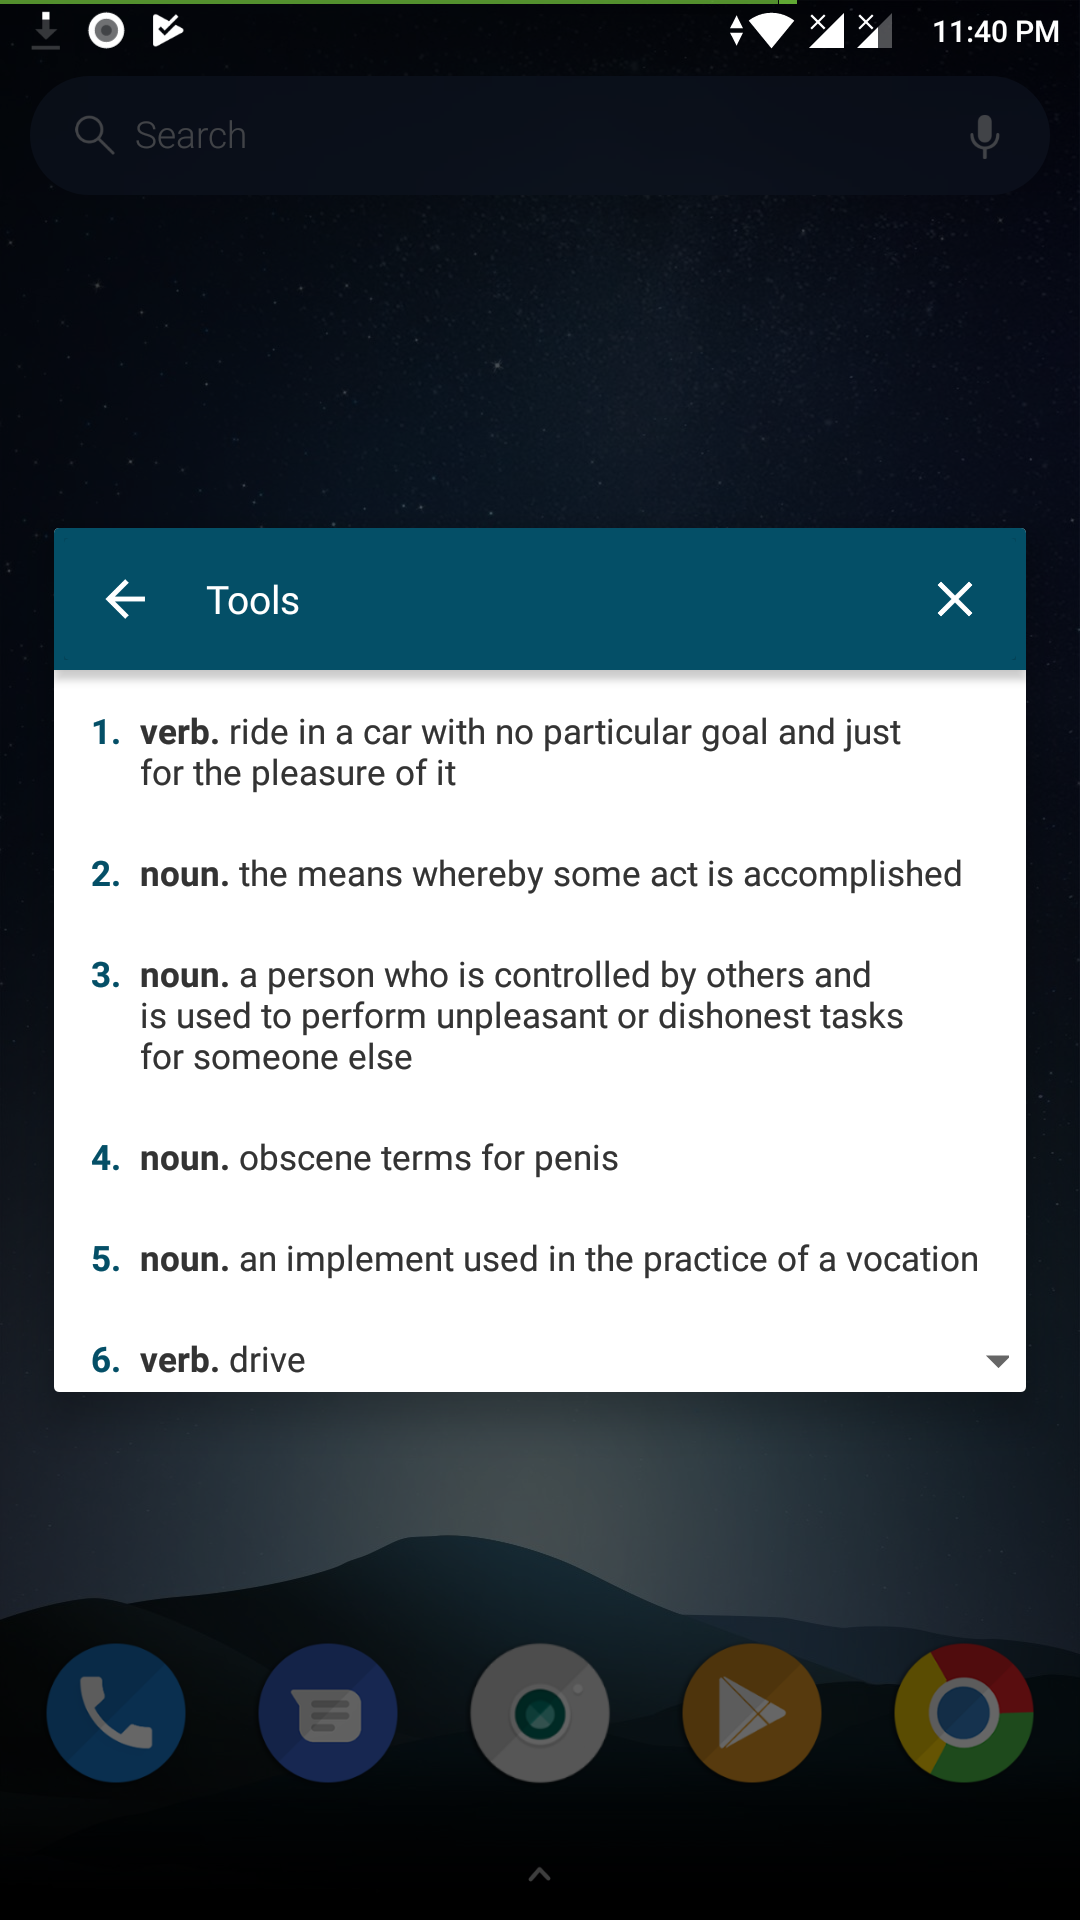 11:40 PM
Search
Tools
1. verb. ride in a car with no particular goal and just
for the pleasure of it
2. noun. the means whereby some act is accomplished
3. noun. a person who is controlled by others and
is used to perform unpleasant or dishonest tasks
for someone else
4. noun. obscene terms for penis
5. noun. an implement used in the practice of a vocation
6. verb. drive